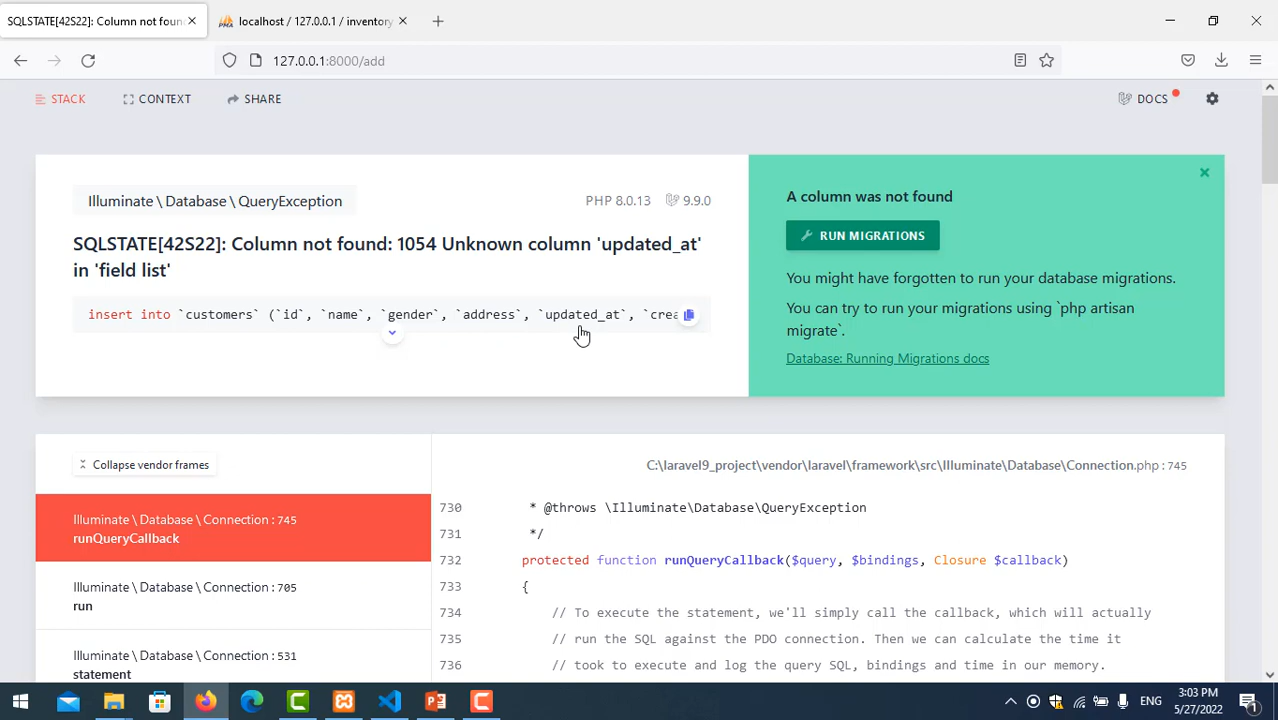 SQLSTATE[42S22]: Column not foun
localhost / 127.0.0.1 / inventory
127.0.0.1:8000/add
STACK CONTEXT SHARE DOCS
Illuminate\Database\QueryException PHP 8.0.13 9.9.0
SQLSTATE[42S22]: Column not found: 1054 Unknown column 'updated_at'
in 'field list'
insert into `customers` (`id`, `name`, `gender`, `address`, `updated_at`, `crea
A column was not found
RUN MIGRATIONS
You might have forgotten to run your database migrations.
You can try to run your migrations using `php artisan
migrate`.
Database: Running Migrations docs
Collapse vendor frames
C:\laravel9_project\vendor\laravel\framework\src\Illuminate\Database\Connection.php : 745
Illuminate\Database\Connection : 745
runQueryCallback
Illuminate\Database\Connection : 705
run
Illuminate\Database\Connection : 531
statement
730 * @throws \Illuminate\Database\QueryException
731 */
732 protected function runQueryCallback($query, $bindings, Closure $callback)
733 {
734 // To execute the statement, we'll simply call the callback, which will actually
735 // run the SQL against the PDO connection. Then we can calculate the time it
736 // took to execute and log the query SQL, bindings and time in our memory.
ENG
3:03 PM
5/27/2022
1